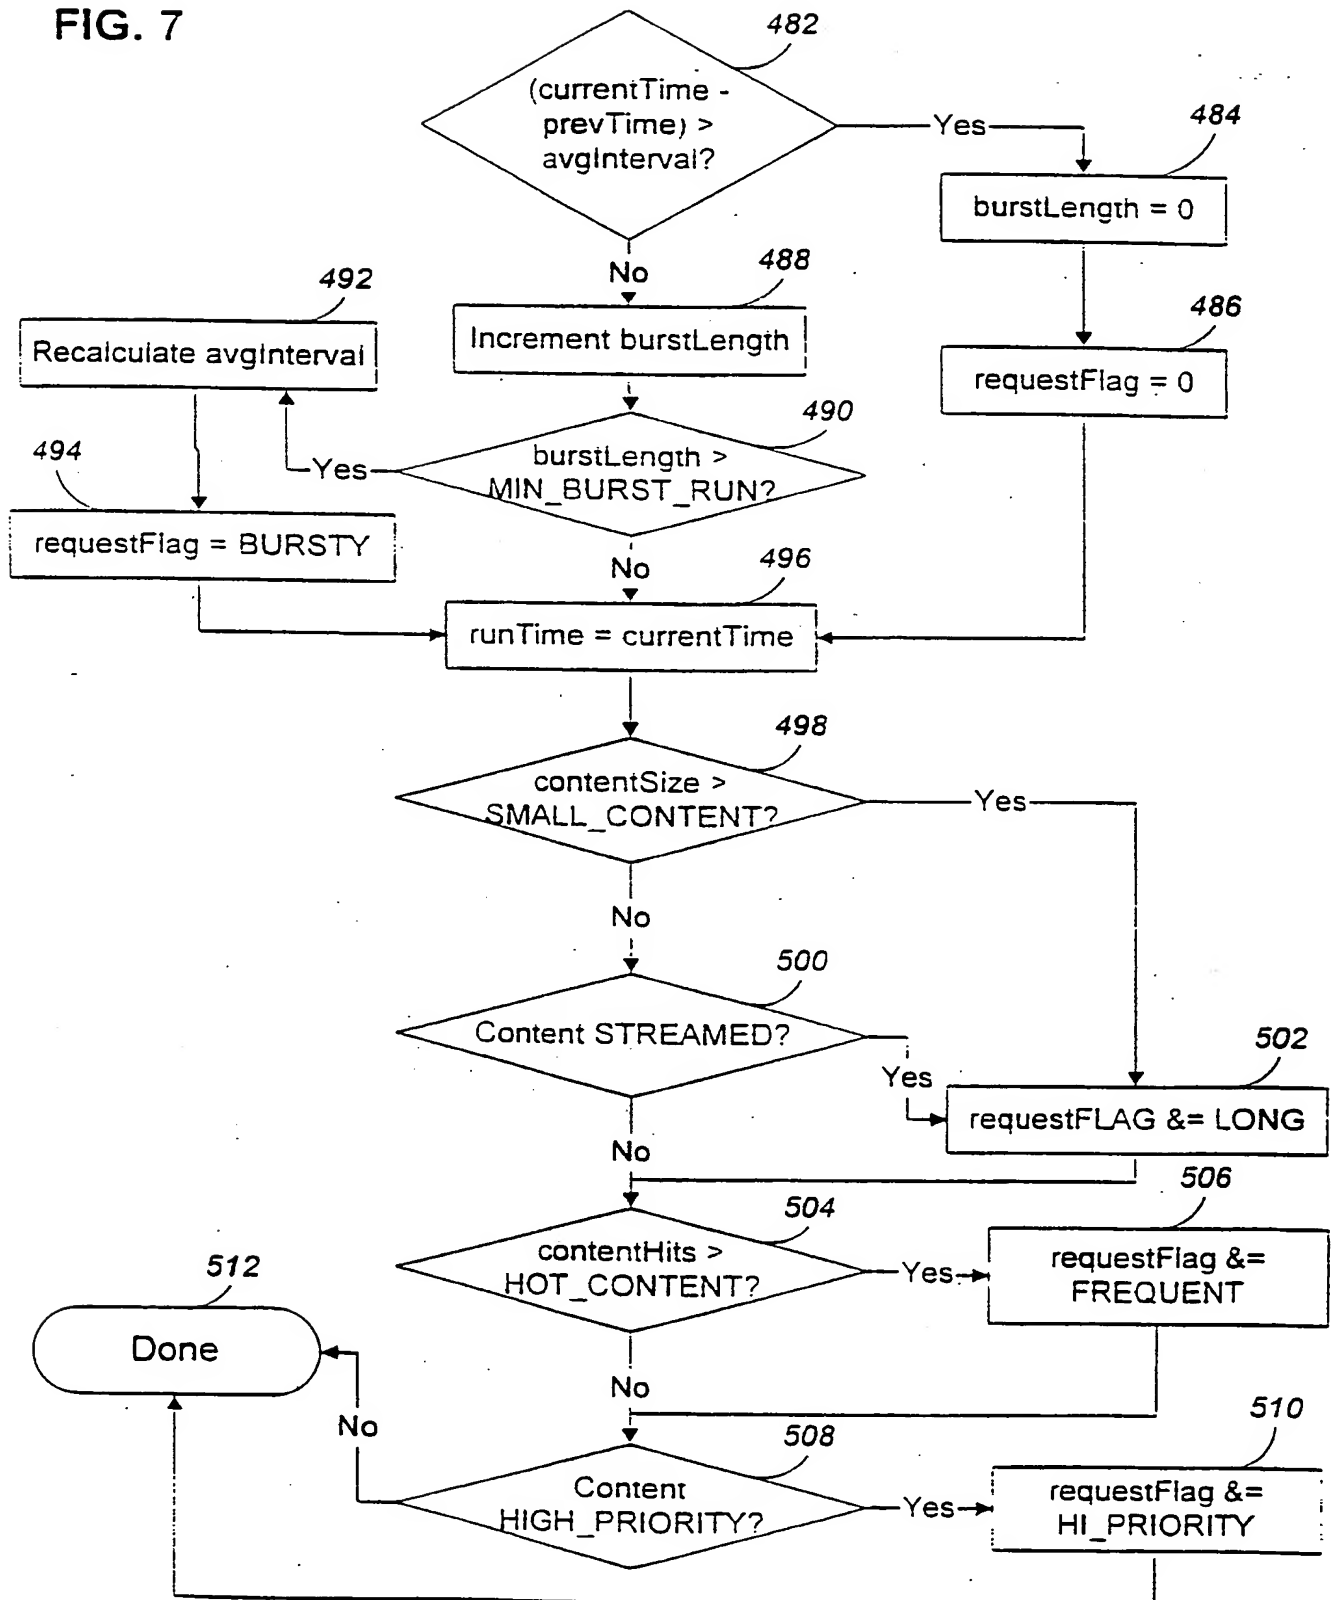 FIG. 7
482
(currentTime -
prevTime) >
avgInterval?
Yes
484
burstLength = 0
No
488
492
486
Recalculate avgInterval
Increment burstLength
requestFlag = 0
490
494
Yes
burstLength >
MIN_BURST_RUN?
requestFlag = BURSTY
No
496
runTime = currentTime
498
contentSize >
SMALL_CONTENT?
Yes
No
500
Content STREAMED?
Yes
502
requestFLAG &= LONG
No
506
504
contentHits >
HOT_CONTENT?
Yes
requestFlag &=
FREQUENT
512
Done
No
No
508
510
Content
HIGH_PRIORITY?
Yes
requestFlag &=
HI_PRIORITY